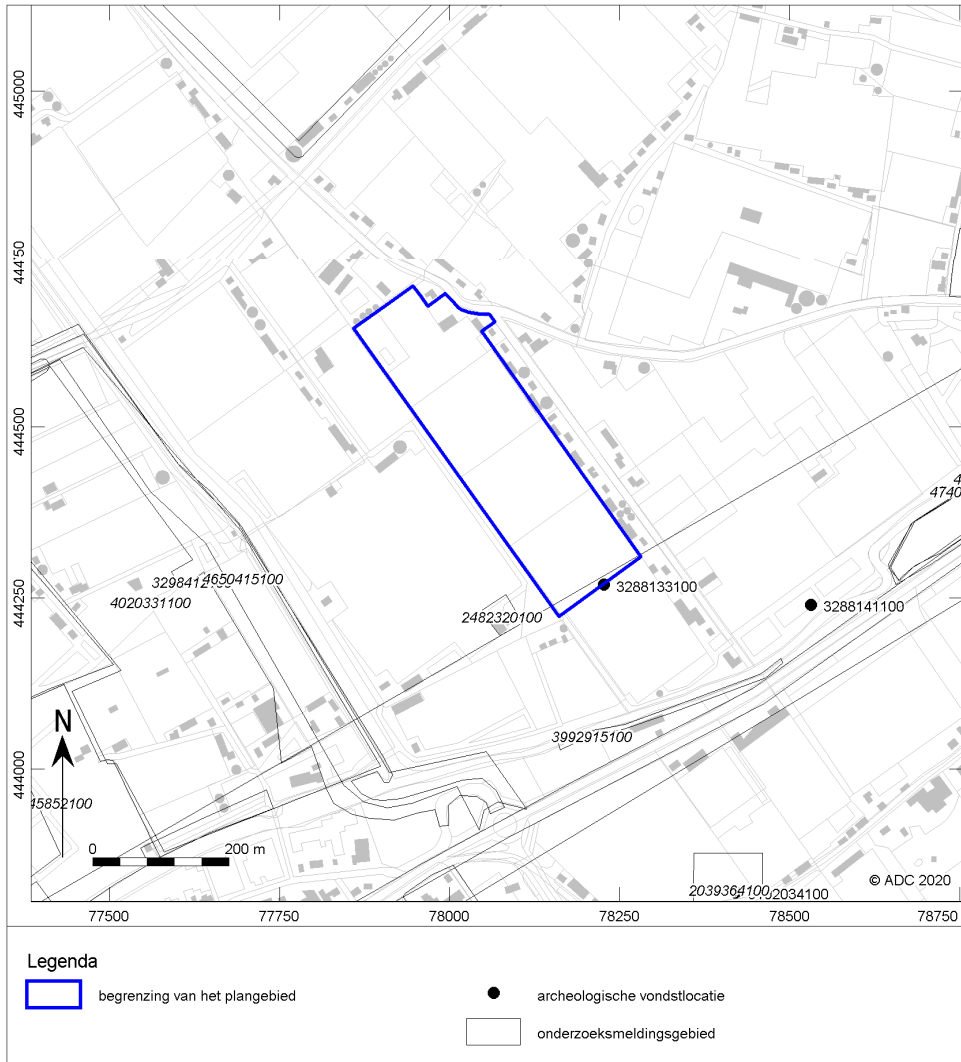 445000
444750
444500
444250
444000
4740
3298412
4650415100
4020331100
3288133100
3288141100
2482320100
3992915100
N
45852100
0 200 m
2039364100
2034100
© ADC 2020
77500 77750 78000 78250 78500 78750
Legenda
begrenzing van het plangebied
archeologische vondstlocatie
onderzoeksmeldingsgebied